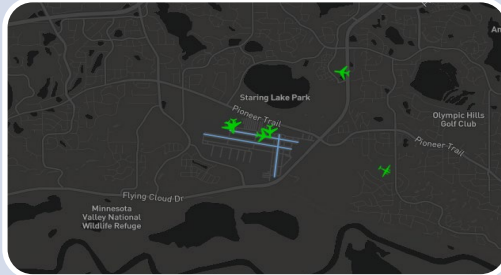 An
Staring Lake Park
Pioneer Trail
Olympic Hills
Golf Club
Pioneer Trail
Flying Cloud Dr
Minnesota
Valley National
Wildlife Refuge